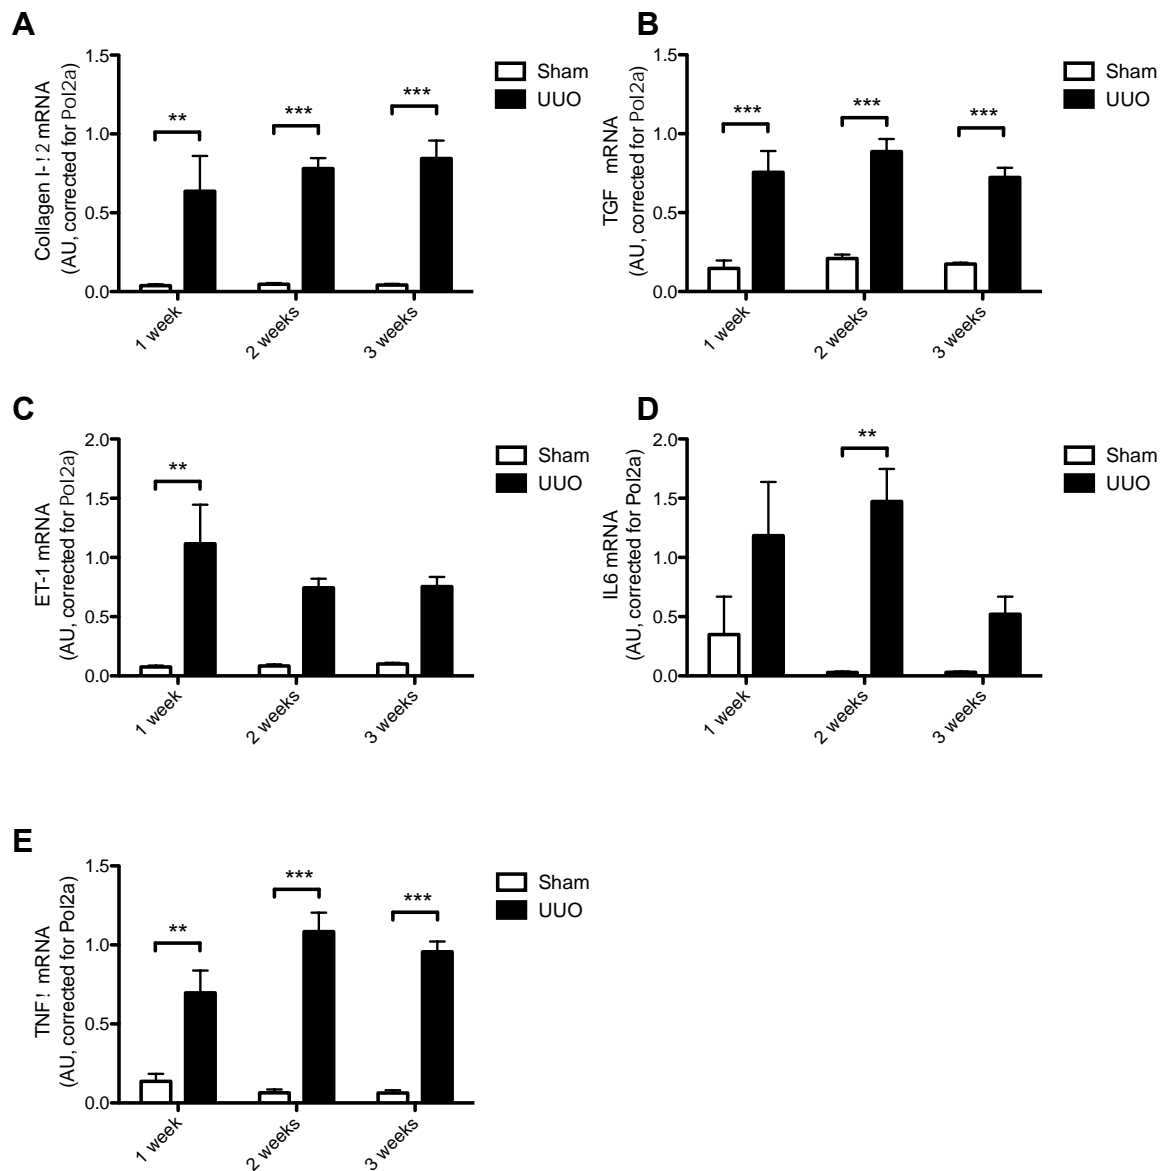 A
Collagen I-!2 mRNA
(AU, corrected for Pol2a)
1.5
1.0
0.5
0.0
**
***
***
1 week
2 weeks
3 weeks
Sham
UUO
B
TGF mRNA
(AU, corrected for Pol2a)
1.5
1.0
0.5
0.0
***
***
***
1 week
2 weeks
3 weeks
Sham
UUO
C
ET-1 mRNA
(AU, corrected for Pol2a)
2.0
1.5
1.0
0.5
0.0
**
1 week
2 weeks
3 weeks
Sham
UUO
D
IL6 mRNA
(AU, corrected for Pol2a)
2.0
1.5
1.0
0.5
0.0
**
1 week
2 weeks
3 weeks
Sham
UUO
E
TNF! mRNA
(AU, corrected for Pol2a)
1.5
1.0
0.5
0.0
**
***
***
1 week
2 weeks
3 weeks
Sham
UUO